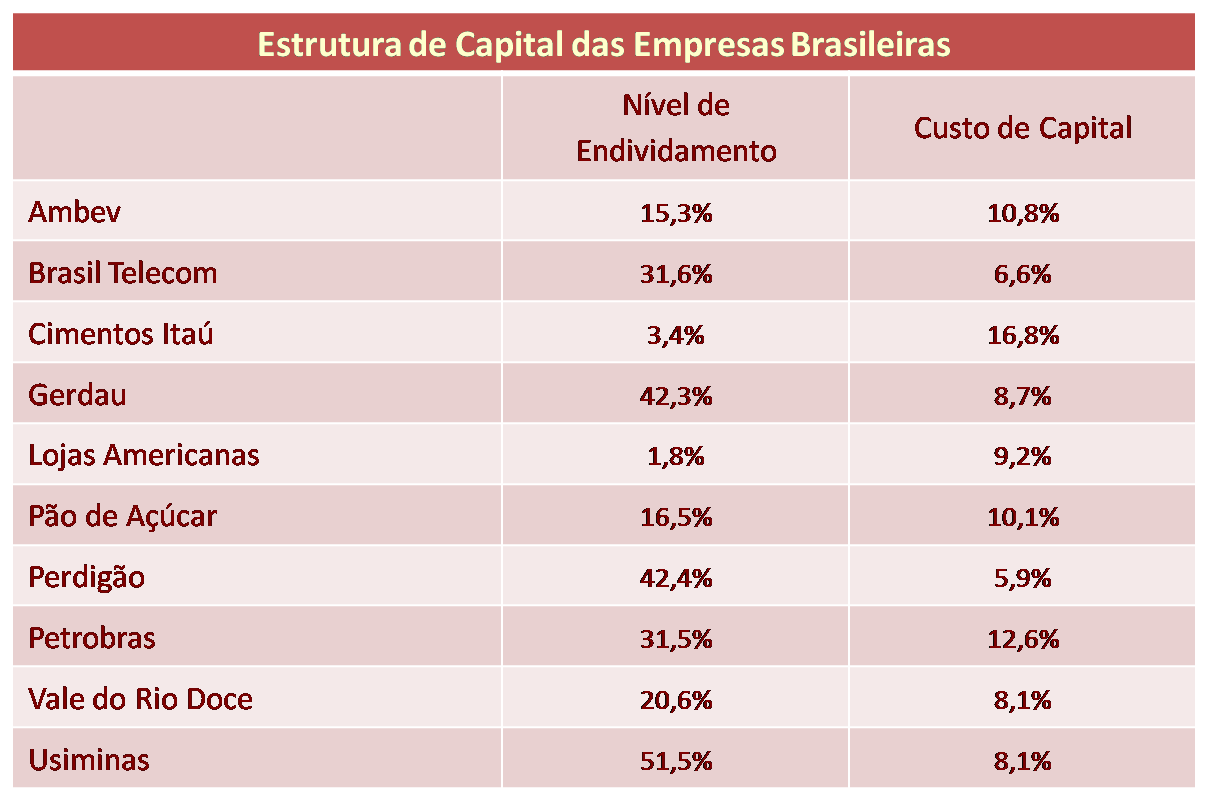 Estrutura de Capital das Empresas Brasileiras
Nível de
Endividamento
Custo de Capital
Ambev 15,3% 10,8%
Brasil Telecom 31,6% 6,6%
Cimentos Itaú 3,4% 16,8%
Gerdau 42,3% 8,7%
Lojas Americanas 1,8% 9,2%
Pão de Açúcar 16,5% 10,1%
Perdigão 42,4% 5,9%
Petrobras 31,5% 12,6%
Vale do Rio Doce 20,6% 8,1%
Usiminas 51,5% 8,1%